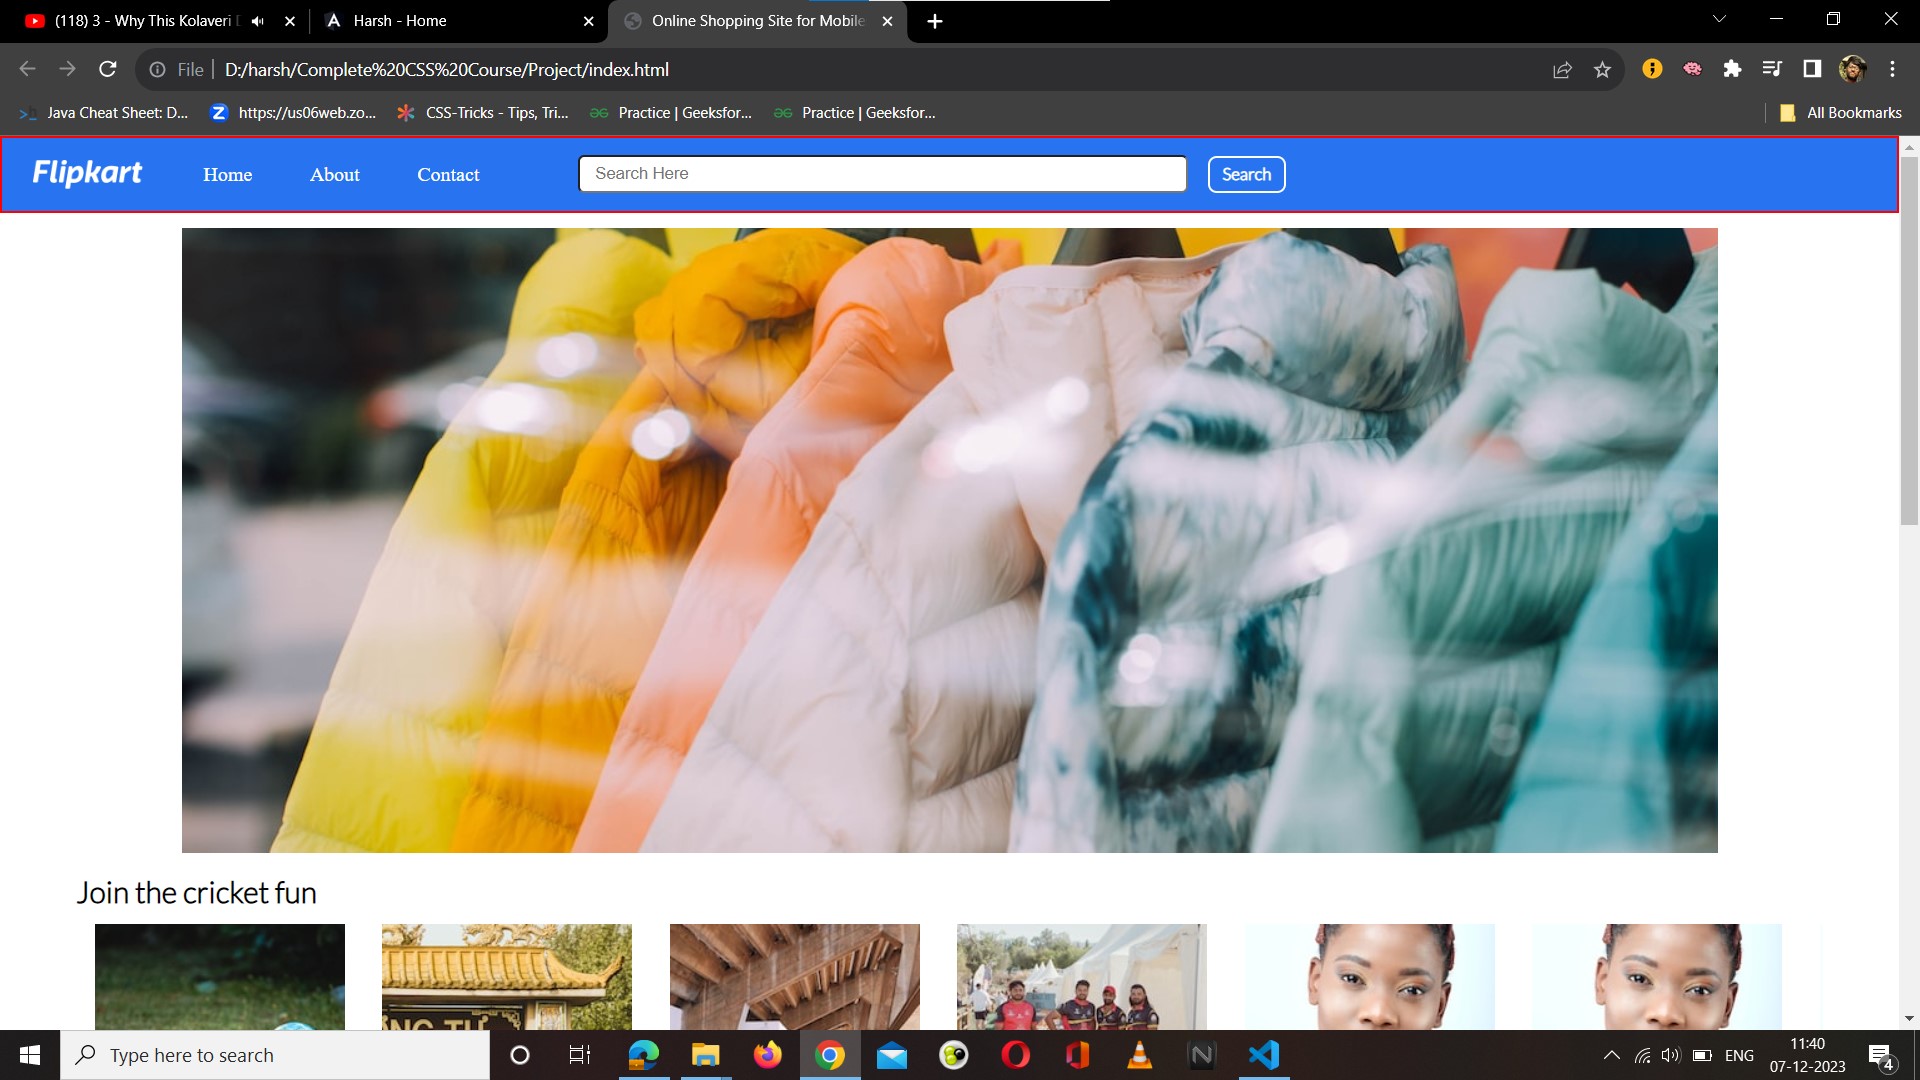 (118) 3 - Why This Kolaveri D
Harsh - Home
Online Shopping Site for Mobile
File
D:/harsh/Complete%20CSS%20Course/Project/index.html
Java Cheat Sheet: D...
https://us06web.zo...
CSS-Tricks - Tips, Tri...
Practice | Geeksfor...
Practice | Geeksfor...
All Bookmarks
Flipkart
Home
About
Contact
Search Here
Search
Join the cricket fun
Type here to search
ENG
11:40
07-12-2023
4